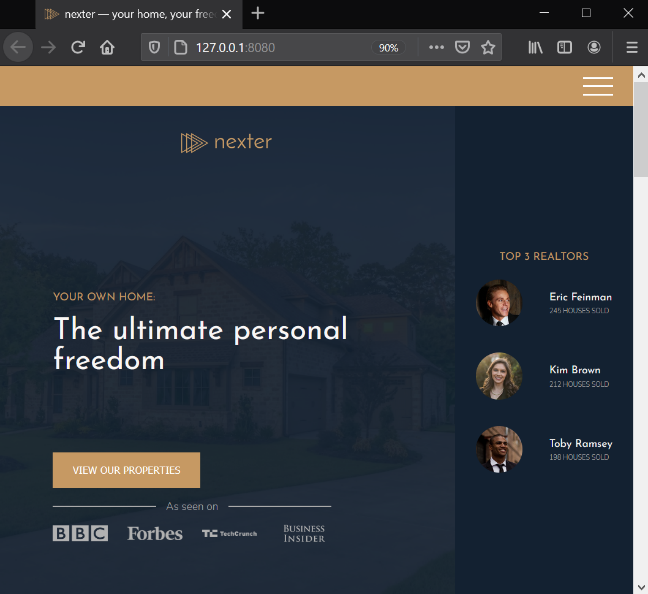 nexter — your home, your free
127.0.0.1:8080
90%
nexter
YOUR OWN HOME:
The ultimate personal
freedom
VIEW OUR PROPERTIES
As seen on
BBC
Forbes
TC TechCrunch
BUSINESS
INSIDER
TOP 3 REALTORS
Eric Feinman
245 HOUSES SOLD
Kim Brown
212 HOUSES SOLD
Toby Ramsey
198 HOUSES SOLD